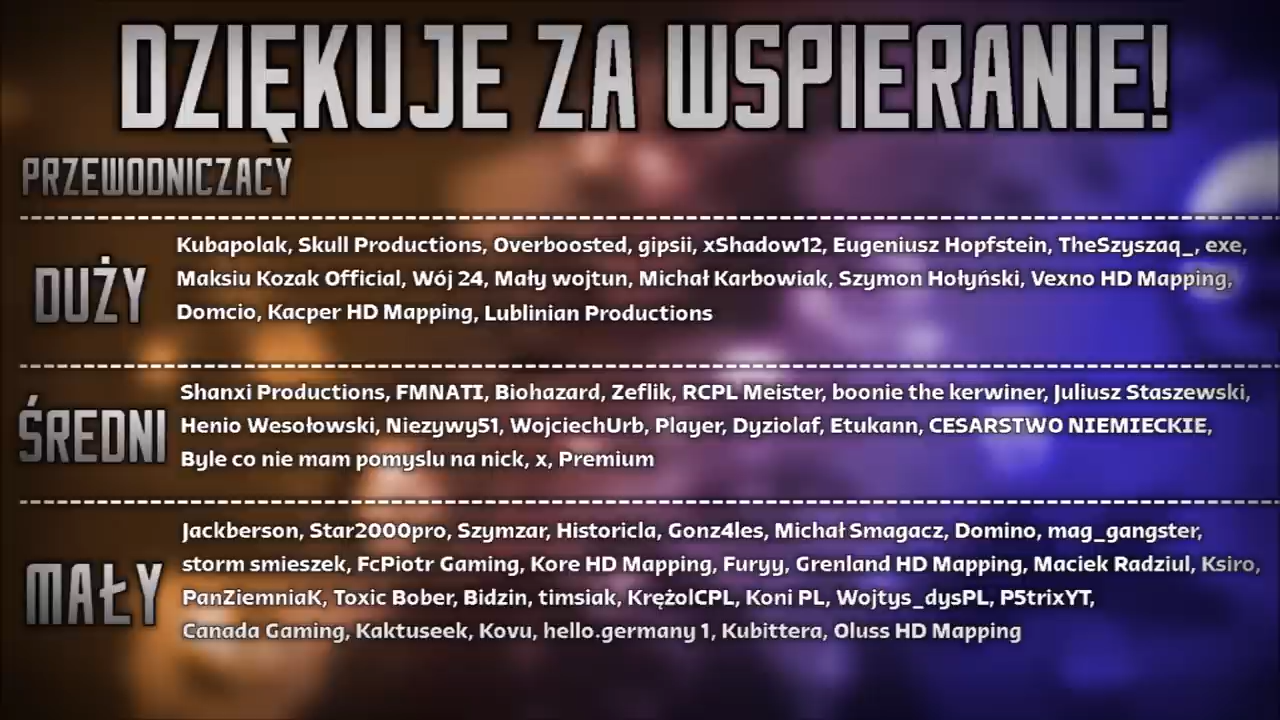 DZIĘKUJE ZA WSPIERANIE!
PRZEWODNICZACY
DUŻY
Kubapolak, Skull Productions, Overboosted, gipsii, xShadow12, Eugeniusz Hopfstein, TheSzyszaq_, exe,
Maksiu Kozak Official, Wój 24, Mały wojtun, Michał Karbowiak, Szymon Hołyński, Vexno HD Mapping,
Domcio, Kacper HD Mapping, Lublinian Productions
ŚREDNI
Shanxi Productions, FMNATI, Biohazard, Zeflik, RCPL Meister, boonie the kerwiner, Juliusz Staszewski,
Henio Wesołowski, Niezywy51, WojciechUrb, Player, Dyziolaf, Etukann, CESARSTWO NIEMIECKIE,
Byle co nie mam pomyslu na nick, x, Premium
MAŁY
Jackberson, Star2000pro, Szymzar, Historicla, Gonz4les, Michał Smagacz, Domino, mag_gangster,
storm smieszek, FcPiotr Gaming, Kore HD Mapping, Furyy, Grenland HD Mapping, Maciek Radziul, Ksiro,
PanZiemniaK, Toxic Bober, Bidzin, timsiak, KrężolCPL, Koni PL, Wojtys_dysPL, P5trixYT,
Canada Gaming, Kaktuseek, Kovu, hello.germany 1, Kubittera, Oluss HD Mapping